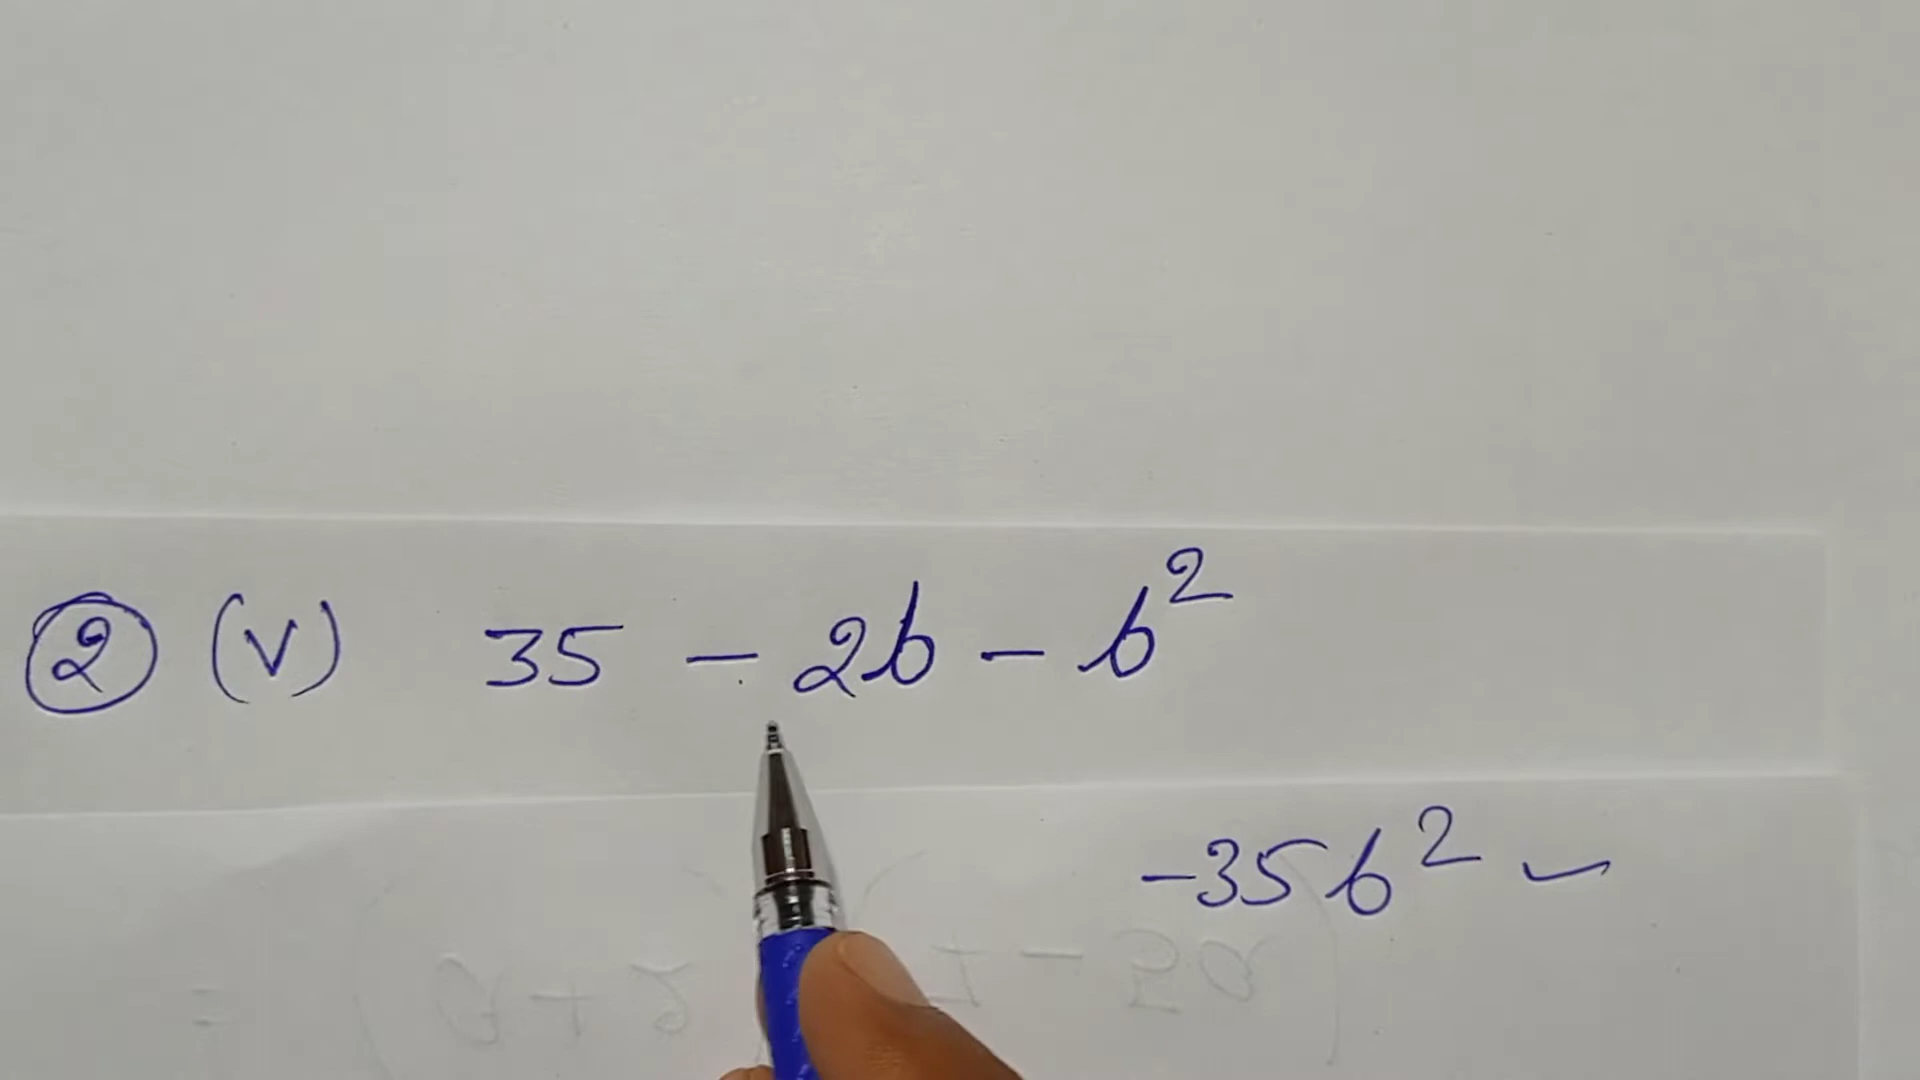 ② (V) 35 - 2b - b²
-35b²